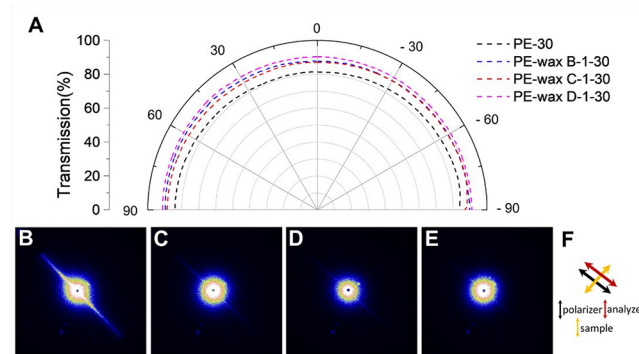 A
0
30
- 30
60
- 60
90
- 90
Transmission(%)
100
80
60
40
20
0
PE-30
PE-wax B-1-30
PE-wax C-1-30
PE-wax D-1-30
B
C
D
E
F
polarizer
analyze
sample